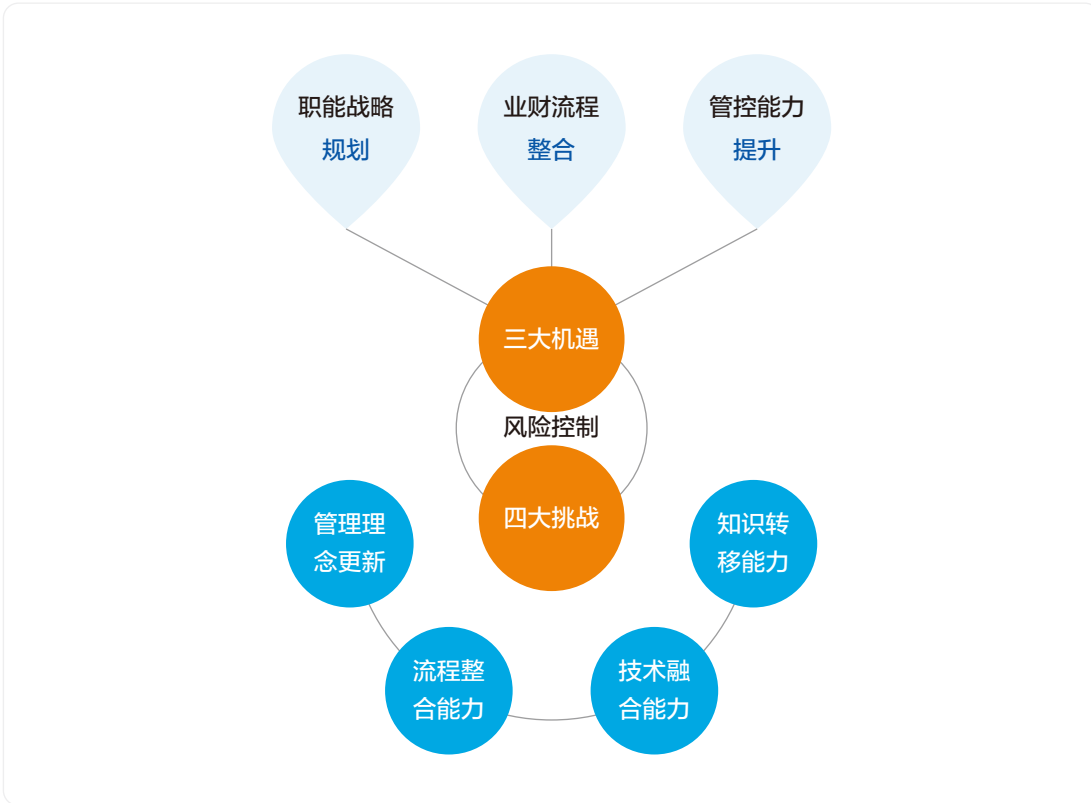 职能战略
规划
业财流程
整合
管控能力
提升
三大机遇
风险控制
四大挑战
管理理
念更新
流程整
合能力
技术融
合能力
知识转
移能力